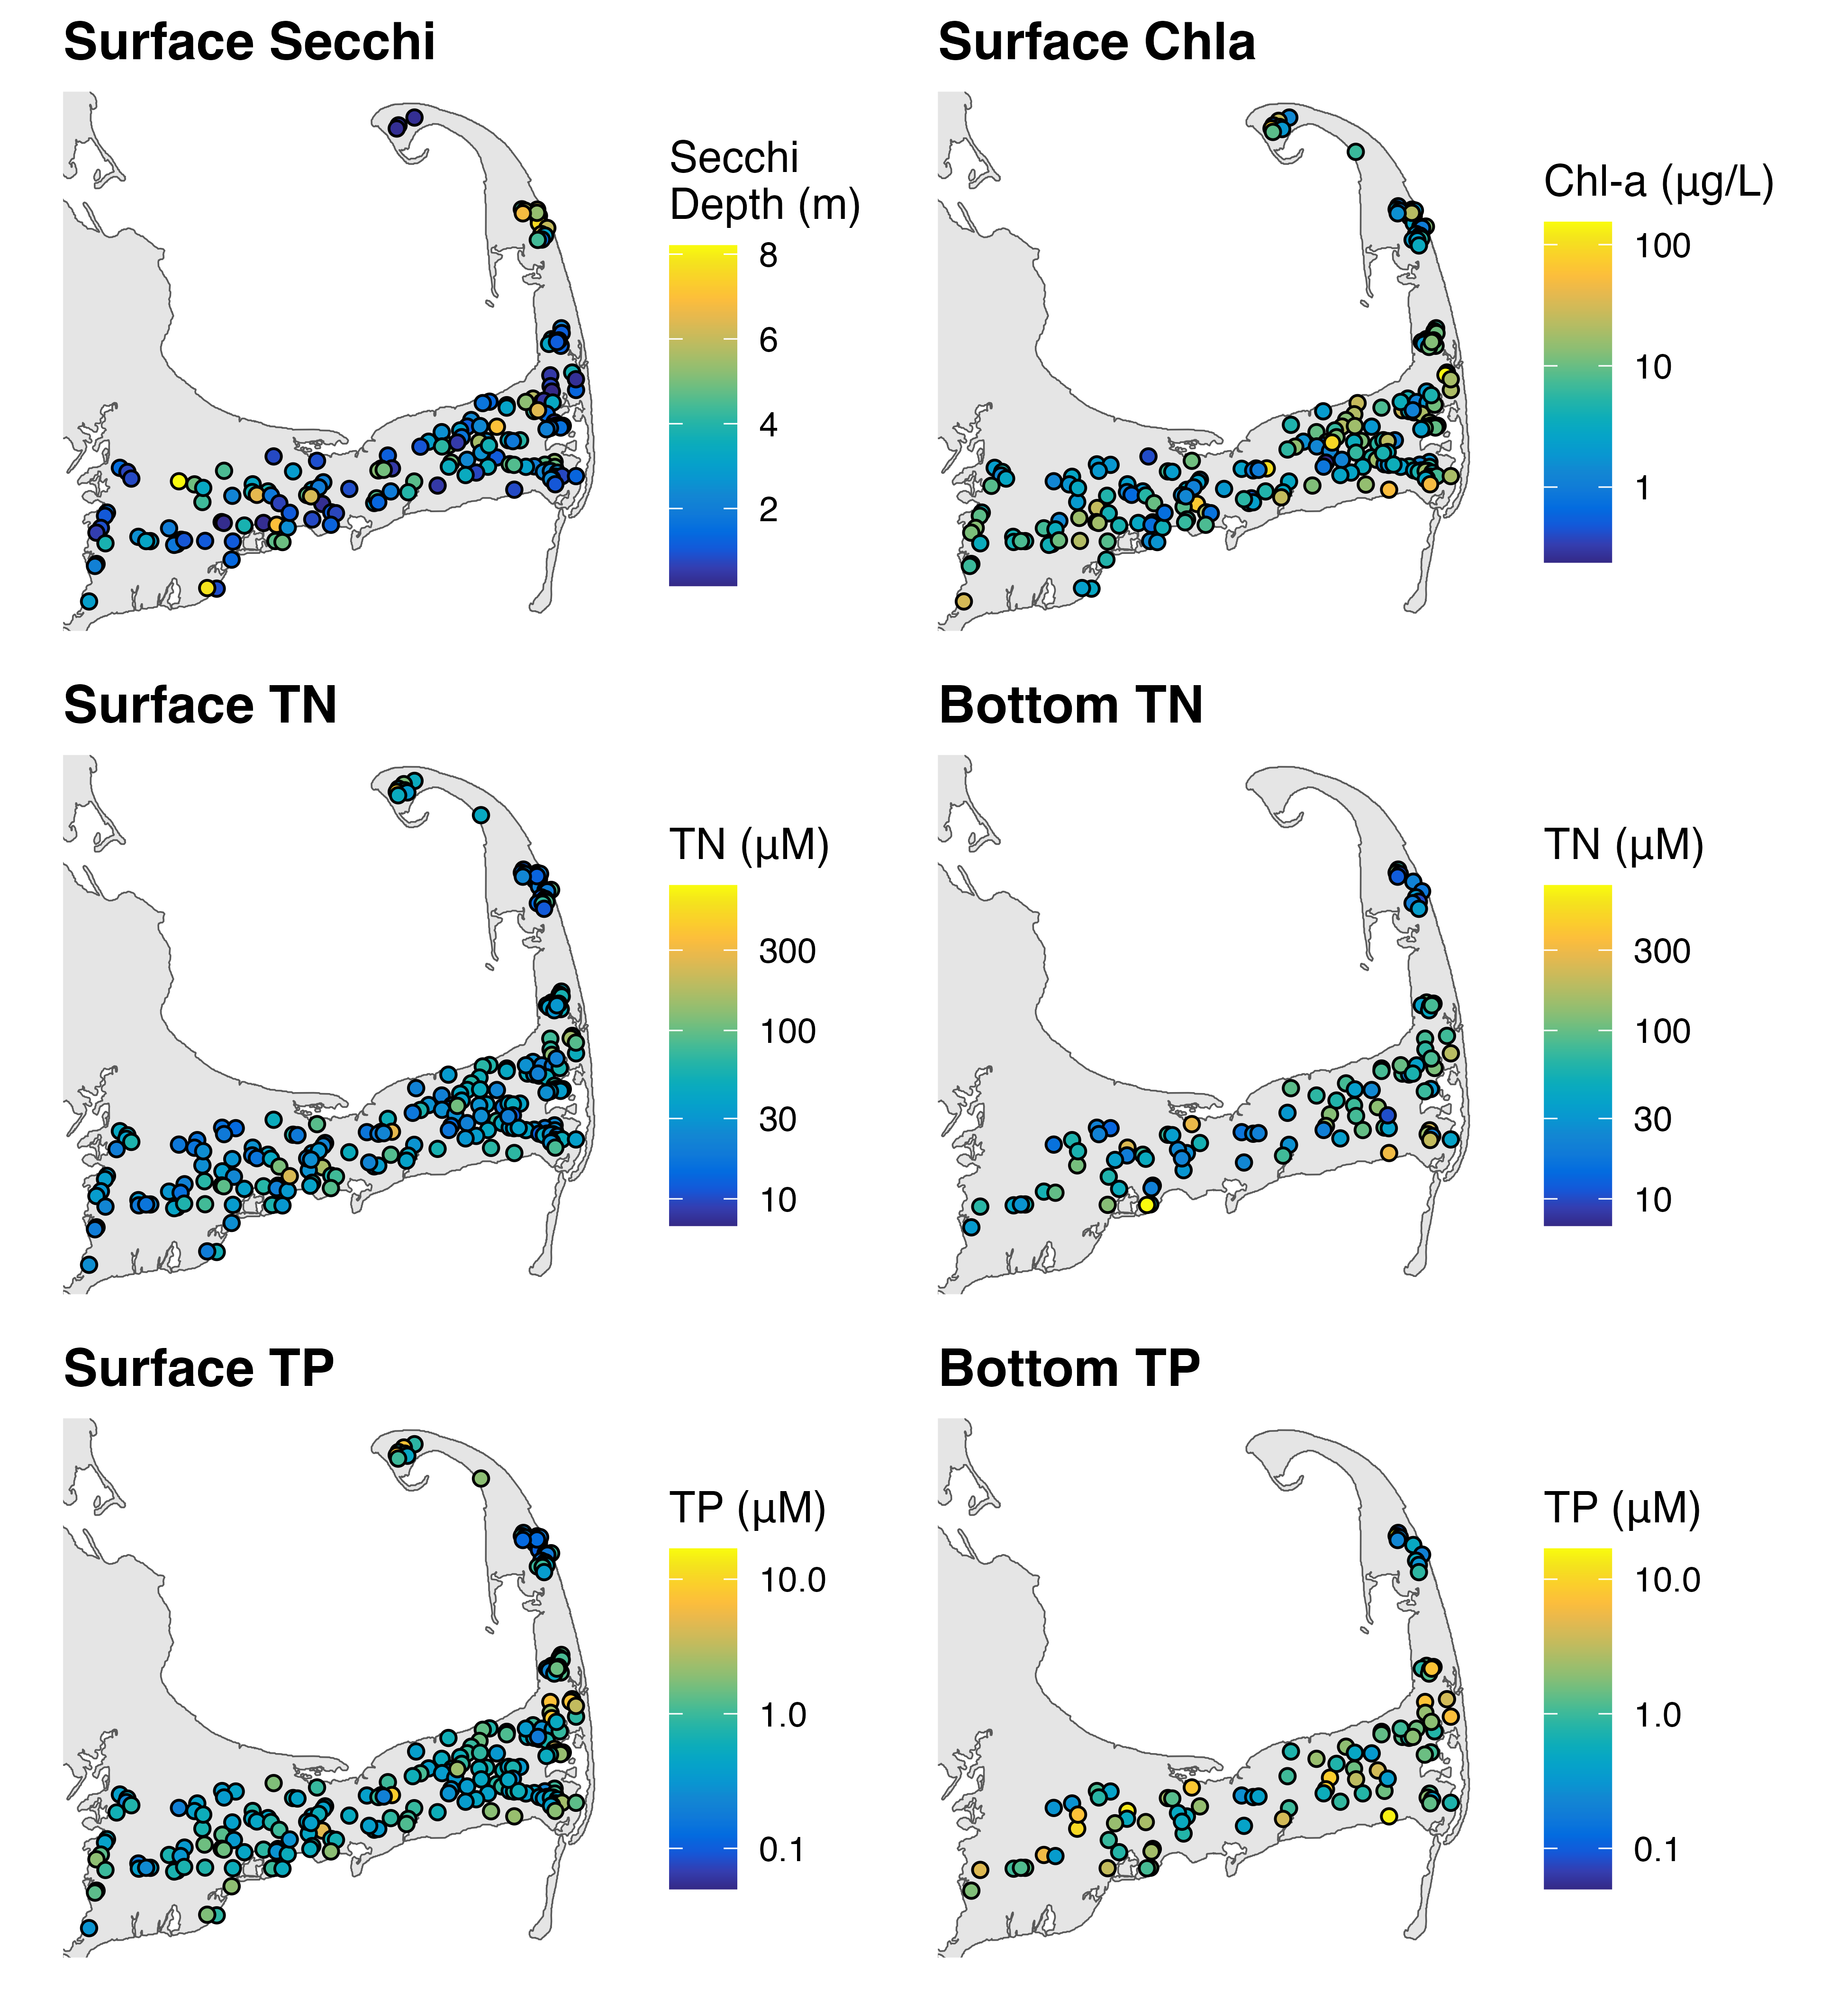 Surface Secchi
Surface Chla
Secchi
Depth (m)
8
6
4
2
Chl-a (µg/L)
100
10
1
Surface TN
Bottom TN
TN (µM)
300
100
30
10
TN (µM)
300
100
30
10
Surface TP
Bottom TP
TP (µM)
10.0
1.0
0.1
TP (µM)
10.0
1.0
0.1